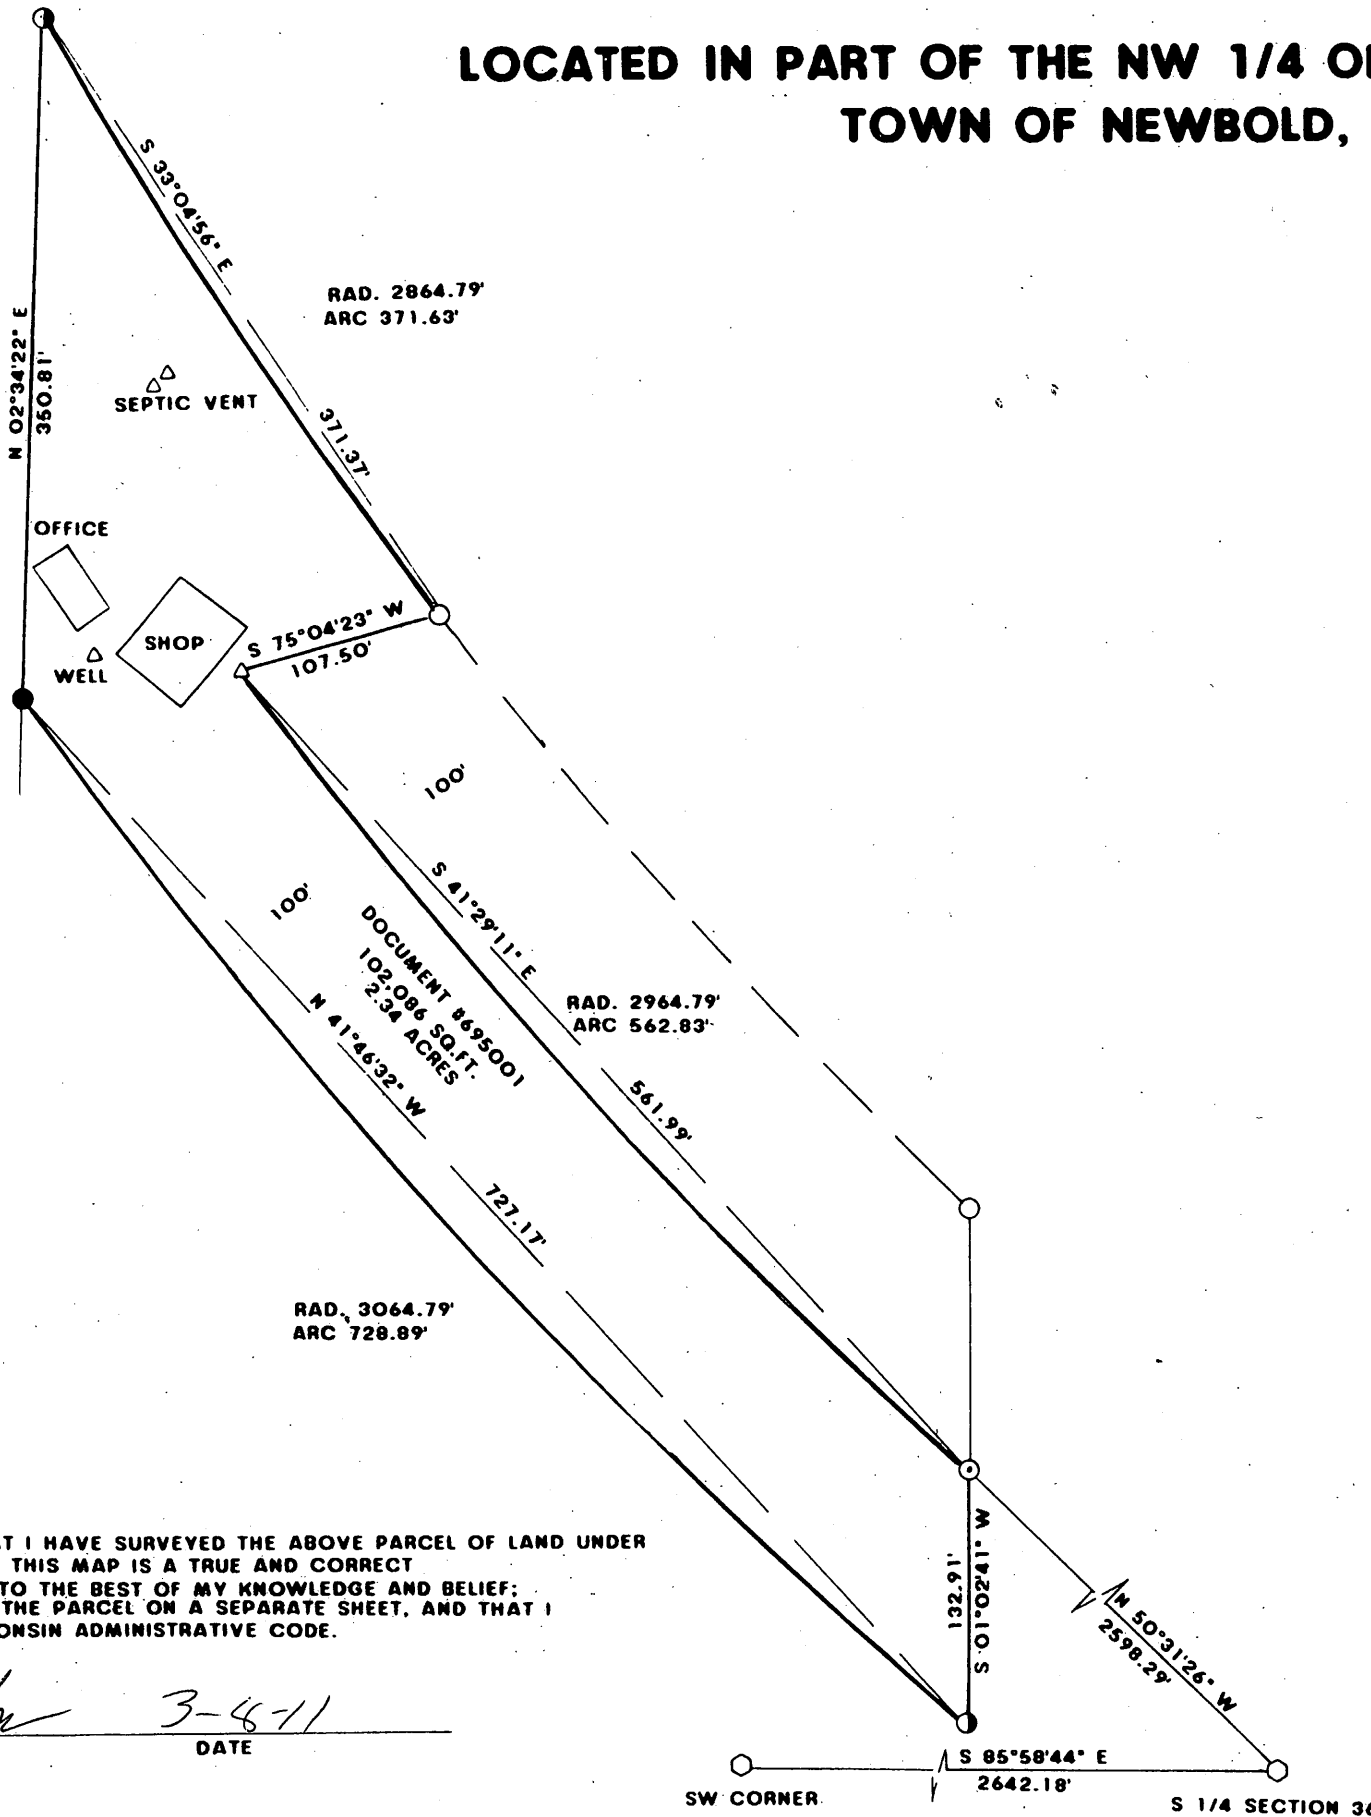 LOCATED IN PART OF THE NW 1/4
TOWN OF NEWBOLD,
S 33°04'56" E
RAD. 2864.79'
ARC 371.63'
N 02°34'22" E
350.81'
SEPTIC VENT
371.37'
OFFICE
SHOP
WELL
S 75°04'23" W
107.50'
100'
100'
S 41°29'11" E
DOCUMENT #695001
102,086 SQ.FT.
2.34 ACRES
N 41°46'32" W
RAD. 2964.79'
ARC 562.83'
561.99'
727.17'
RAD. 3064.79'
ARC 728.89'
T I HAVE SURVEYED THE ABOVE PARCEL OF LAND UNDER
THIS MAP IS A TRUE AND CORRECT
TO THE BEST OF MY KNOWLEDGE AND BELIEF;
THE PARCEL ON A SEPARATE SHEET, AND THAT I
ONSIN ADMINISTRATIVE CODE.
DATE
132.91'
S 01°02'41" W
N 50°31'26" W
2598.29'
S 85°58'44" E
2642.18'
SW CORNER
S 1/4 SECTION